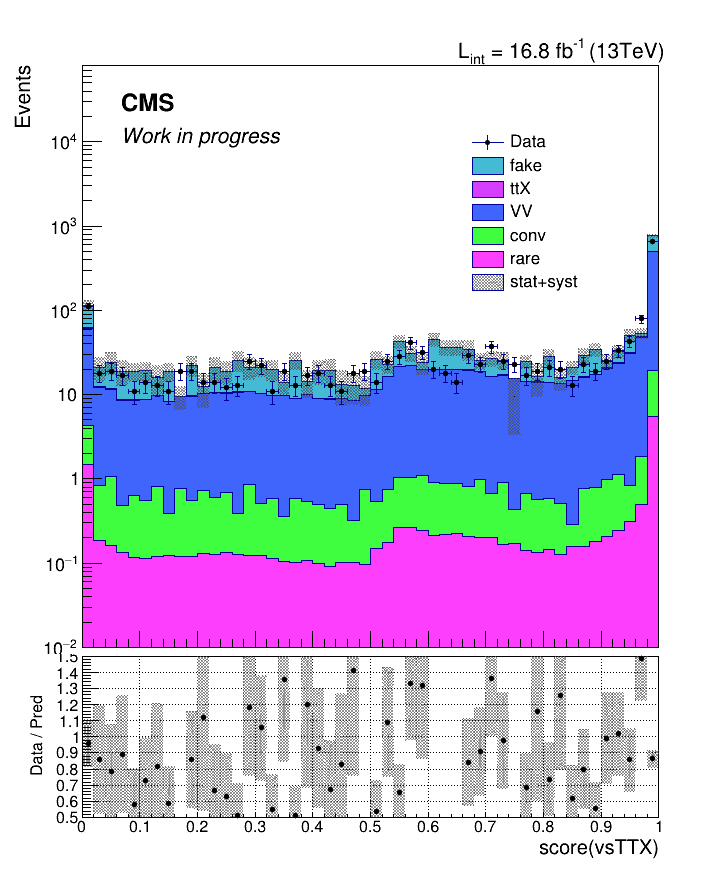 L_int = 16.8 fb^-1 (13TeV)
Events
CMS
Work in progress
Data
fake
ttX
VV
conv
rare
stat+syst
10^4
10^3
10^2
10
1
10^-1
10^-2
Data / Pred
1.5
1.4
1.3
1.2
1.1
1
0.9
0.8
0.7
0.6
0.5
0 0.1 0.2 0.3 0.4 0.5 0.6 0.7 0.8 0.9 1
score(vsTTX)